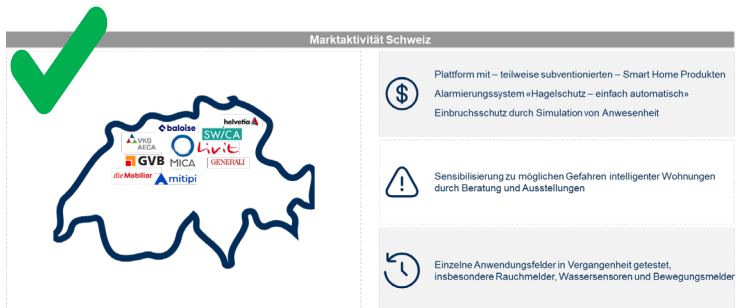 Marktaktivität Schweiz
helvetia
baloise
SWICA
VKG
AECA
Livit
GVB
MICA
GENERALI
die Mobiliar
mitipi
Plattform mit – teilweise subventionierten – Smart Home Produkten
Alarmierungssystem «Hagelschutz – einfach automatisch»
Einbruchsschutz durch Simulation von Anwesenheit
$
Sensibilisierung zu möglichen Gefahren intelligenter Wohnungen
durch Beratung und Ausstellungen
!
Einzelne Anwendungsfelder in Vergangenheit getestet,
insbesondere Rauchmelder, Wassersensoren und Bewegungsmelder